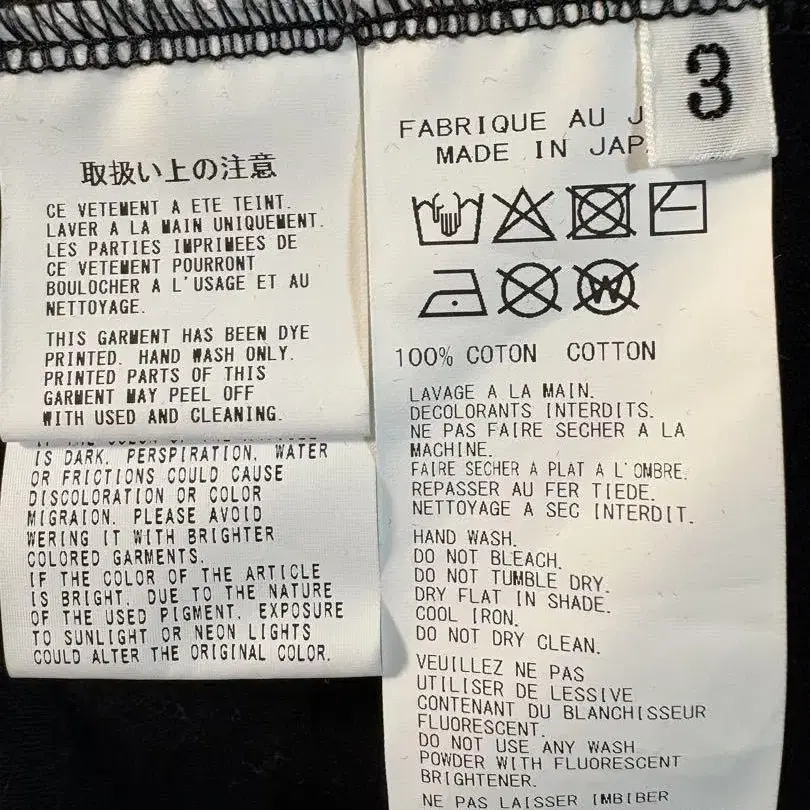 取扱い上の注意
CE VETEMENT A ETE TEINT.
LAVER A LA MAIN UNIQUEMENT.
LES PARTIES IMPRIMEES DE
CE VETEMENT POURRONT
BOULOCHER A L'USAGE ET AU
NETTOYAGE.
THIS GARMENT HAS BEEN DYE
PRINTED. HAND WASH ONLY.
PRINTED PARTS OF THIS
GARMENT MAY PEEL OFF
WITH USED AND CLEANING.
IS DARK, PERSPIRATION, WATER
OR FRICTIONS COULD CAUSE
DISCOLORATION OR COLOR
MIGRAION. PLEASE AVOID
WERING IT WITH BRIGHTER
COLORED GARMENTS.
IF THE COLOR OF THE ARTICLE
IS BRIGHT, DUE TO THE NATURE
OF THE USED PIGMENT, EXPOSURE
TO SUNLIGHT OR NEON LIGHTS
COULD ALTER THE ORIGINAL COLOR.
3
FABRIQUE AU J
MADE IN JAP
W
100% COTON COTTON
LAVAGE A LA MAIN.
DECOLORANTS INTERDITS.
NE PAS FAIRE SECHER A LA
MACHINE.
FAIRE SECHER A PLAT A L'OMBRE.
REPASSER AU FER TIEDE.
NETTOYAGE A SEC INTERDIT.
HAND WASH.
DO NOT BLEACH.
DO NOT TUMBLE DRY.
DRY FLAT IN SHADE.
COOL IRON.
DO NOT DRY CLEAN.
VEUILLEZ NE PAS
UTILISER DE LESSIVE
CONTENANT DU BLANCHISSEUR
FLUORESCENT.
DO NOT USE ANY WASH
POWDER WITH FLUORESCENT
BRIGHTENER.
NE PAS LAISSER IMBIBER